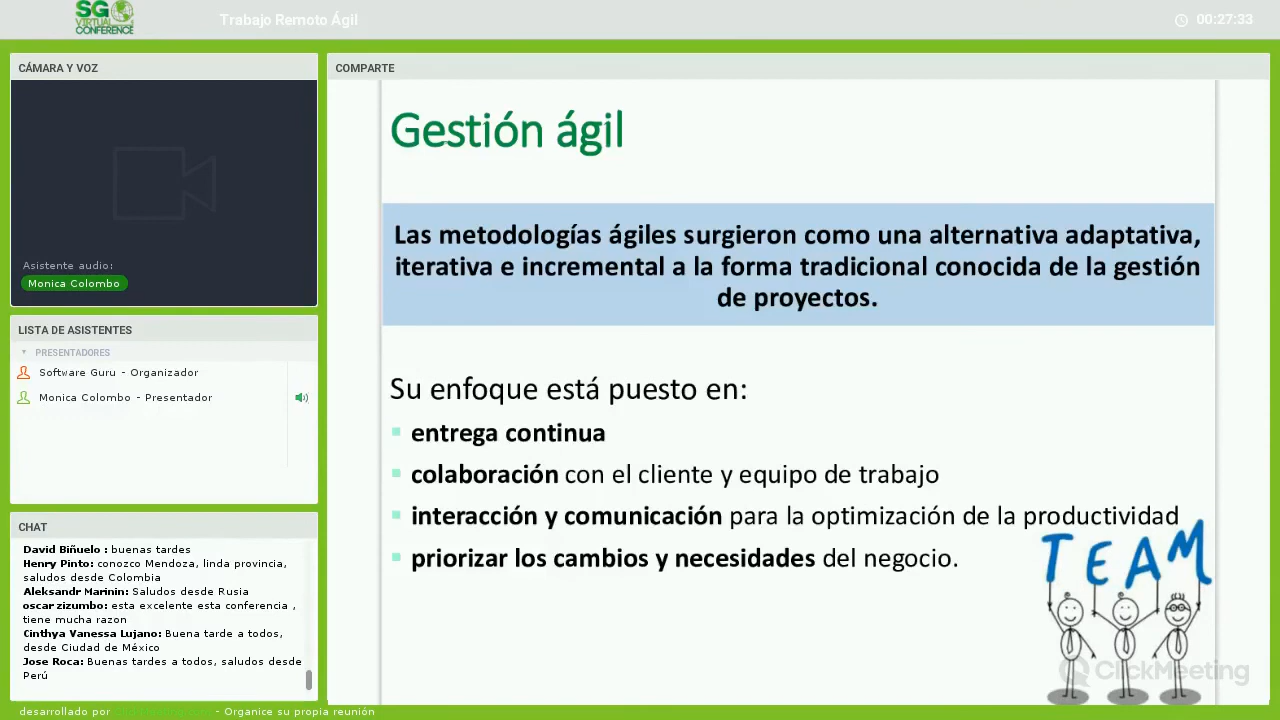 SG
VIRTUAL
CONFERENCE
Trabajo Remoto Ágil
00:27:33
CÁMARA Y VOZ
Asistente audio:
Monica Colombo
LISTA DE ASISTENTES
PRESENTADORES
Software Guru - Organizador
Monica Colombo - Presentador
CHAT
David Biñuelo : buenas tardes
Henry Pinto: conozco Mendoza, linda provincia,
saludos desde Colombia
Aleksandr Marinin: Saludos desde Rusia
oscar zizumbo: esta excelente esta conferencia ,
tiene mucha razon
Cinthya Vanessa Lujano: Buena tarde a todos,
desde Ciudad de México
Jose Roca: Buenas tardes a todos, saludos desde
Perú
COMPARTE
Gestión ágil
Las metodologías ágiles surgieron como una alternativa adaptativa,
iterativa e incremental a la forma tradicional conocida de la gestión
de proyectos.
Su enfoque está puesto en:
entrega continua
colaboración con el cliente y equipo de trabajo
interacción y comunicación para la optimización de la productividad
priorizar los cambios y necesidades del negocio.
TEAM
ClickMeeting
desarrollado por - Organice su propia reunión